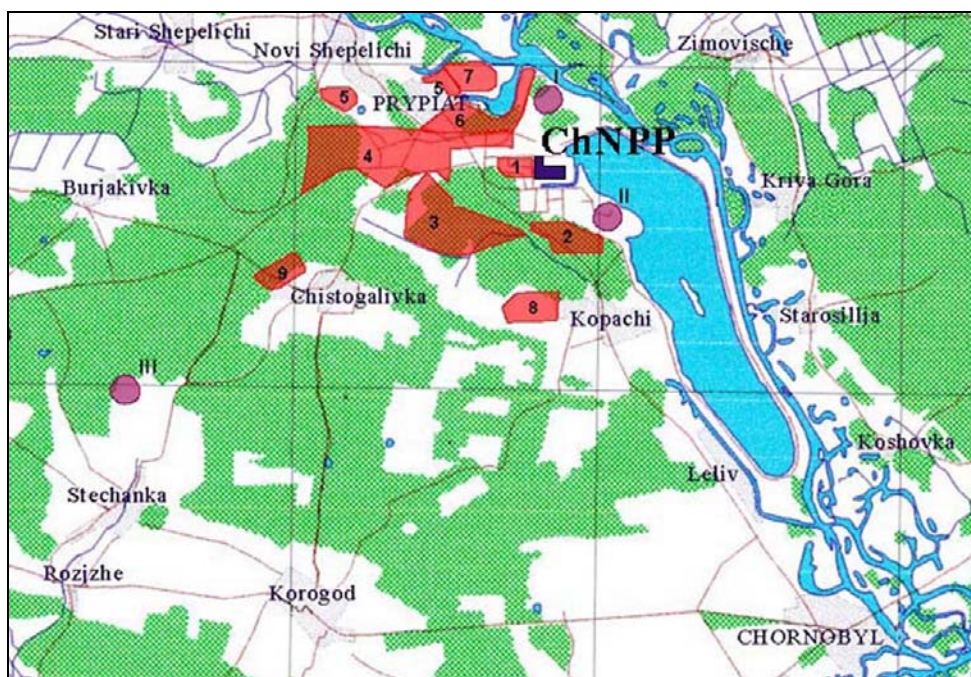 Stari Shepelichi
Novi Shepelichi
Zimovische
7
I
5
5
PRYPIAT
6
ChNPP
4
1
Burjakivka
Kriva Gora
II
3
2
9
Chistogalivka
8
Kopachi
Starosillja
III
Koshovka
Leliv
Stechanka
Rozjzhe
Korogod
CHORNOBYL